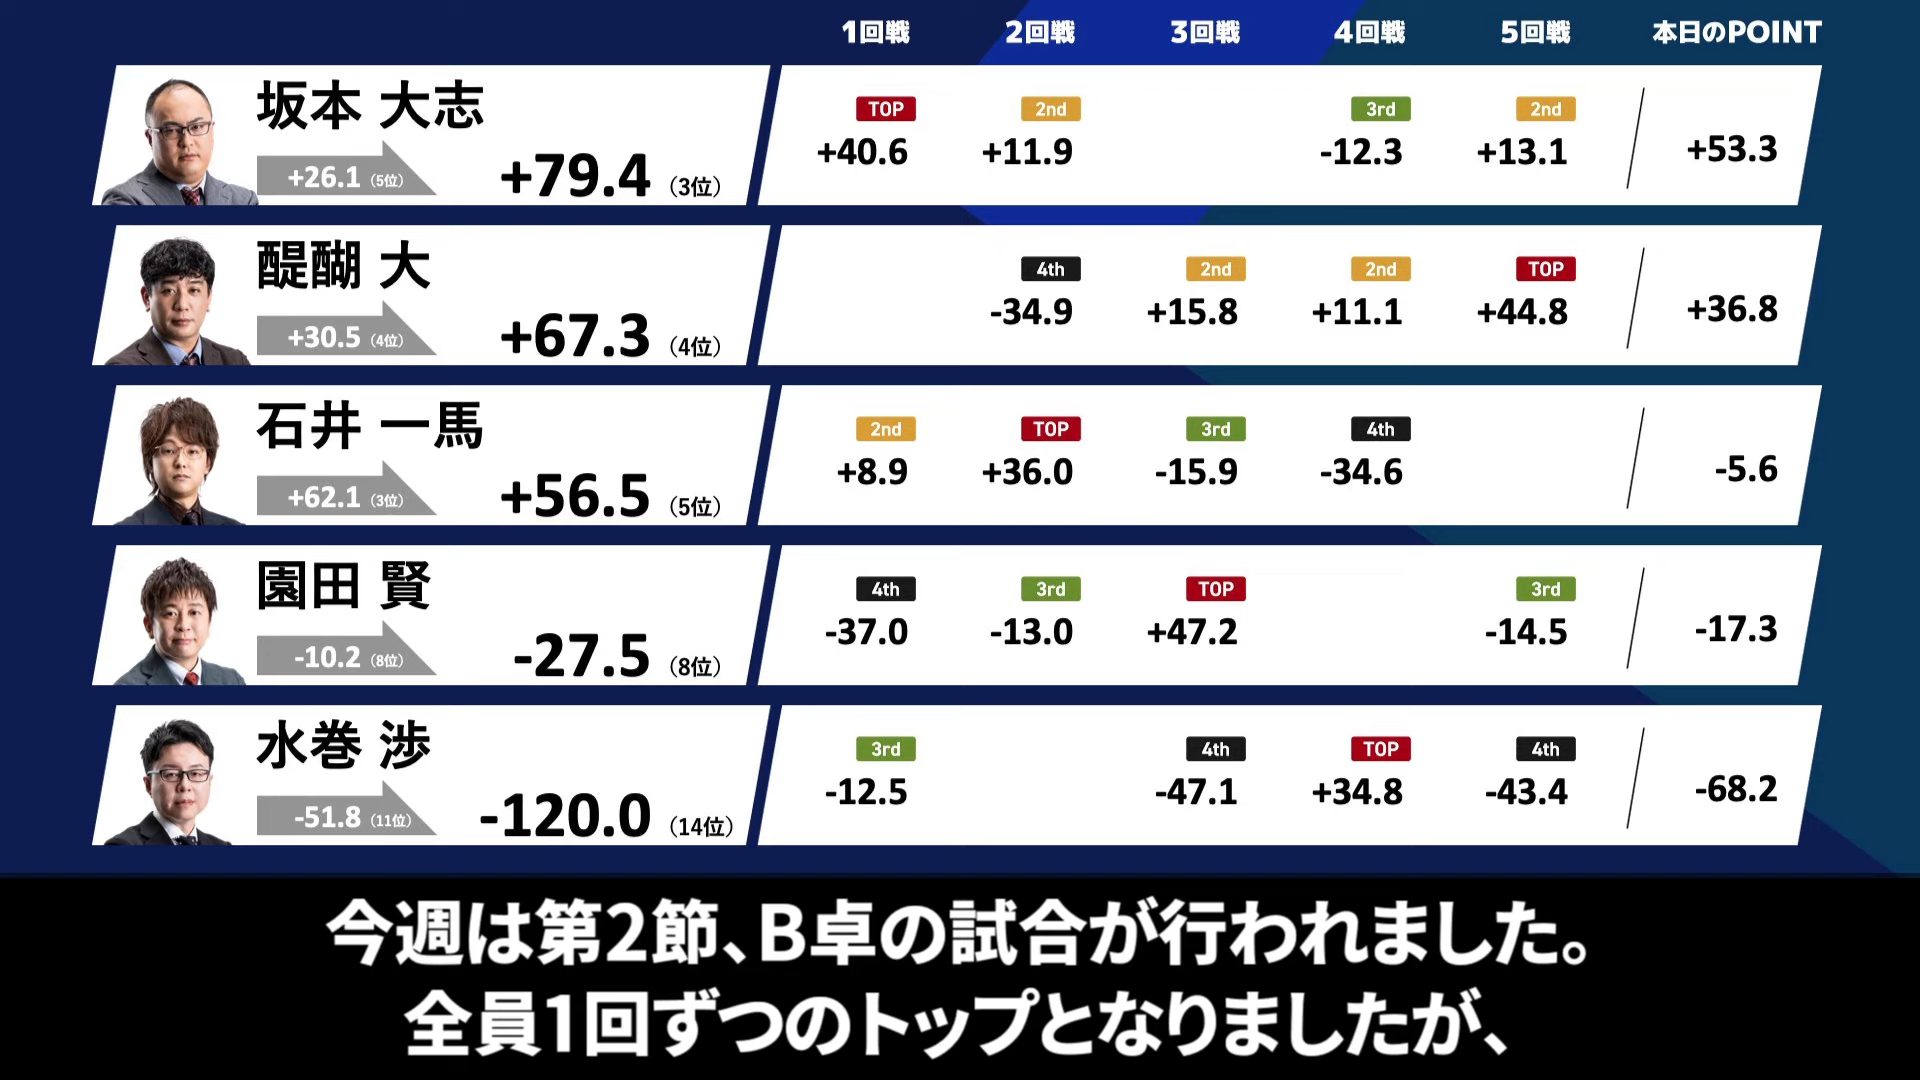 1回戦 2回戦 3回戦 4回戦 5回戦 本日のPOINT
坂本 大志
+26.1（5位） +79.4（3位）
TOP 2nd 3rd 2nd
+40.6 +11.9 -12.3 +13.1 +53.3
醍醐 大
+30.5（4位） +67.3（4位）
4th 2nd 2nd TOP
-34.9 +15.8 +11.1 +44.8 +36.8
石井 一馬
+62.1（3位） +56.5（5位）
2nd TOP 3rd 4th
+8.9 +36.0 -15.9 -34.6 -5.6
園田 賢
-10.2（8位） -27.5（8位）
4th 3rd TOP 3rd
-37.0 -13.0 +47.2 -14.5 -17.3
水巻 渉
-51.8（11位） -120.0（14位）
3rd 4th TOP 4th
-12.5 -47.1 +34.8 -43.4 -68.2
今週は第2節、B卓の試合が行われました。
全員1回ずつのトップとなりましたが、